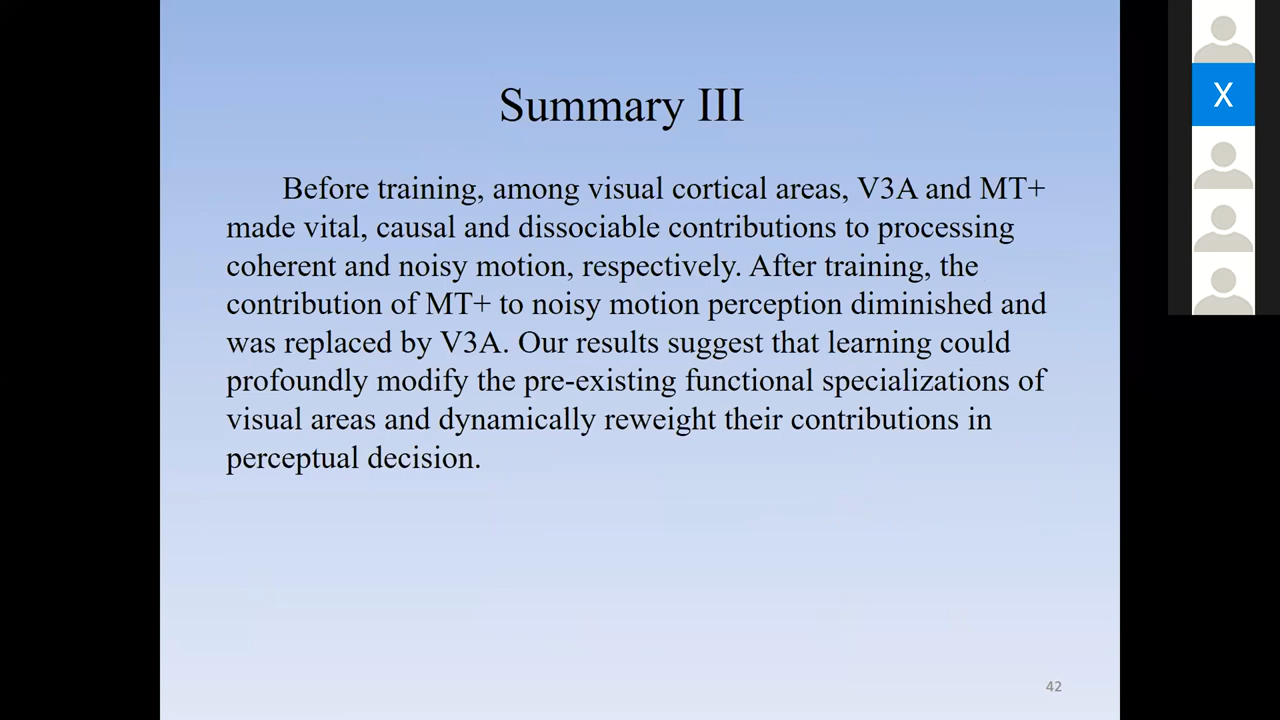 Summary III
Before training, among visual cortical areas, V3A and MT+
made vital, causal and dissociable contributions to processing
coherent and noisy motion, respectively. After training, the
contribution of MT+ to noisy motion perception diminished and
was replaced by V3A. Our results suggest that learning could
profoundly modify the pre-existing functional specializations of
visual areas and dynamically reweight their contributions in
perceptual decision.
42
X